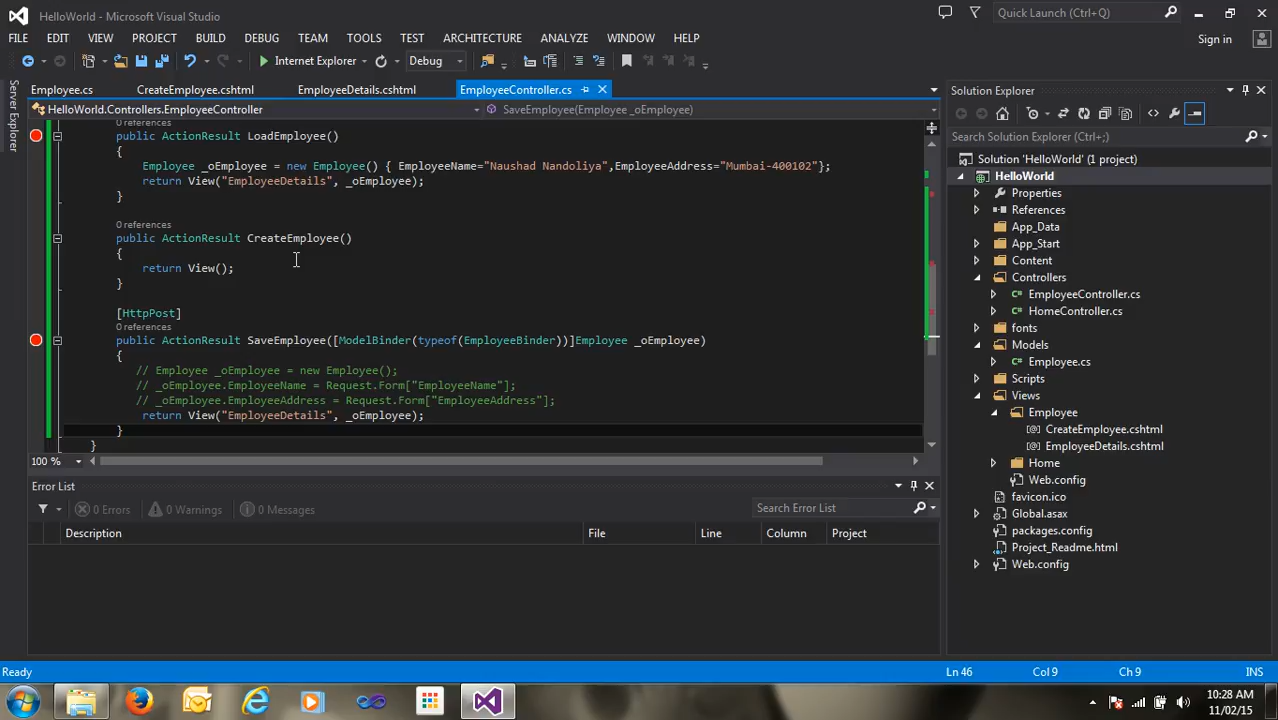 HelloWorld - Microsoft Visual Studio
Quick Launch (Ctrl+Q)
FILE EDIT VIEW PROJECT BUILD DEBUG TEAM TOOLS TEST ARCHITECTURE ANALYZE WINDOW HELP
Sign in
Internet Explorer Debug
Server Explorer
Employee.cs CreateEmployee.cshtml EmployeeDetails.cshtml EmployeeController.cs
HelloWorld.Controllers.EmployeeController SaveEmployee(Employee _oEmployee)
0 references
public ActionResult LoadEmployee()
{
Employee _oEmployee = new Employee() { EmployeeName="Naushad Nandoliya",EmployeeAddress="Mumbai-400102"};
return View("EmployeeDetails", _oEmployee);
}
0 references
public ActionResult CreateEmployee()
{
return View();
}
[HttpPost]
0 references
public ActionResult SaveEmployee([ModelBinder(typeof(EmployeeBinder))]Employee _oEmployee)
{
// Employee _oEmployee = new Employee();
// _oEmployee.EmployeeName = Request.Form["EmployeeName"];
// _oEmployee.EmployeeAddress = Request.Form["EmployeeAddress"];
return View("EmployeeDetails", _oEmployee);
}
}
100 %
Error List
0 Errors 0 Warnings 0 Messages
Search Error List
Description File Line Column Project
Solution Explorer
Search Solution Explorer (Ctrl+;)
Solution 'HelloWorld' (1 project)
HelloWorld
Properties
References
App_Data
App_Start
Content
Controllers
EmployeeController.cs
HomeController.cs
fonts
Models
Employee.cs
Scripts
Views
Employee
CreateEmployee.cshtml
EmployeeDetails.cshtml
Home
Web.config
favicon.ico
Global.asax
packages.config
Project_Readme.html
Web.config
Ready Ln 46 Col 9 Ch 9 INS
10:28 AM
11/02/15